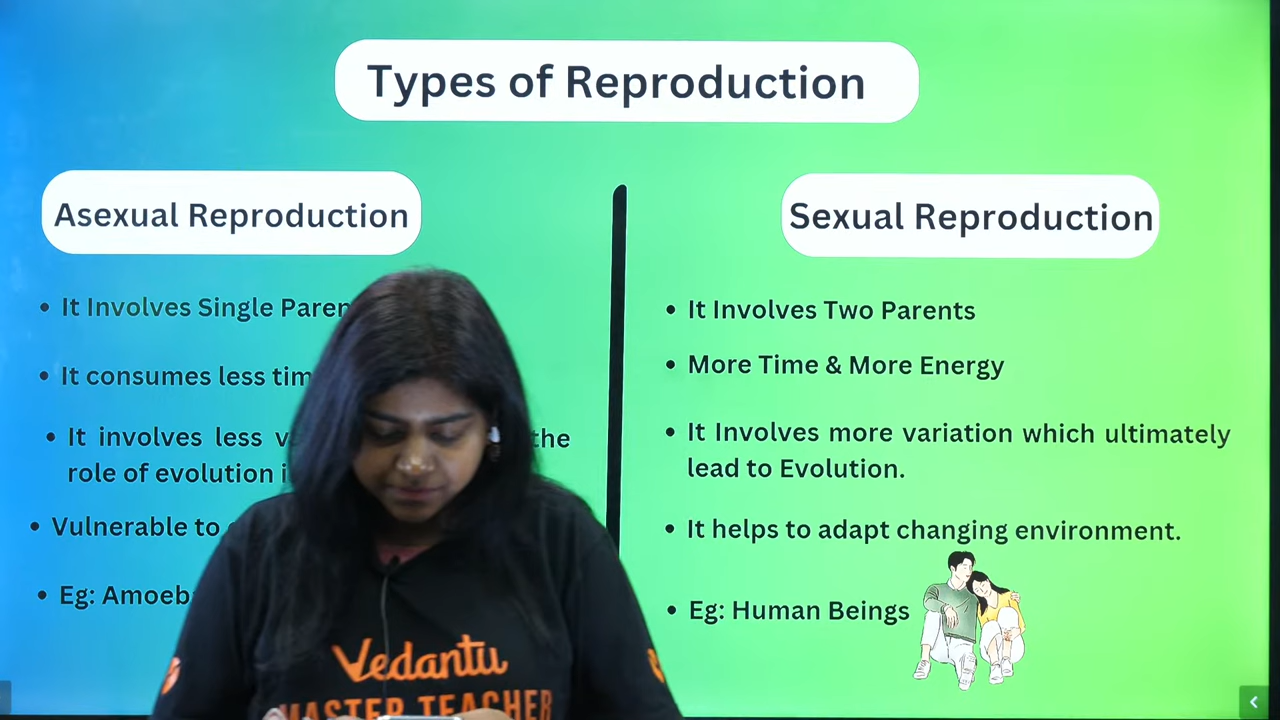 Types of Reproduction
Asexual Reproduction
• It Involves Single Paren
• It consumes less tim
• It involves less v the
role of evolution i
• Vulnerable to
• Eg: Amoeb
Sexual Reproduction
• It Involves Two Parents
• More Time & More Energy
• It Involves more variation which ultimately
lead to Evolution.
• It helps to adapt changing environment.
• Eg: Human Beings
Vedantu
MASTER TEACHER